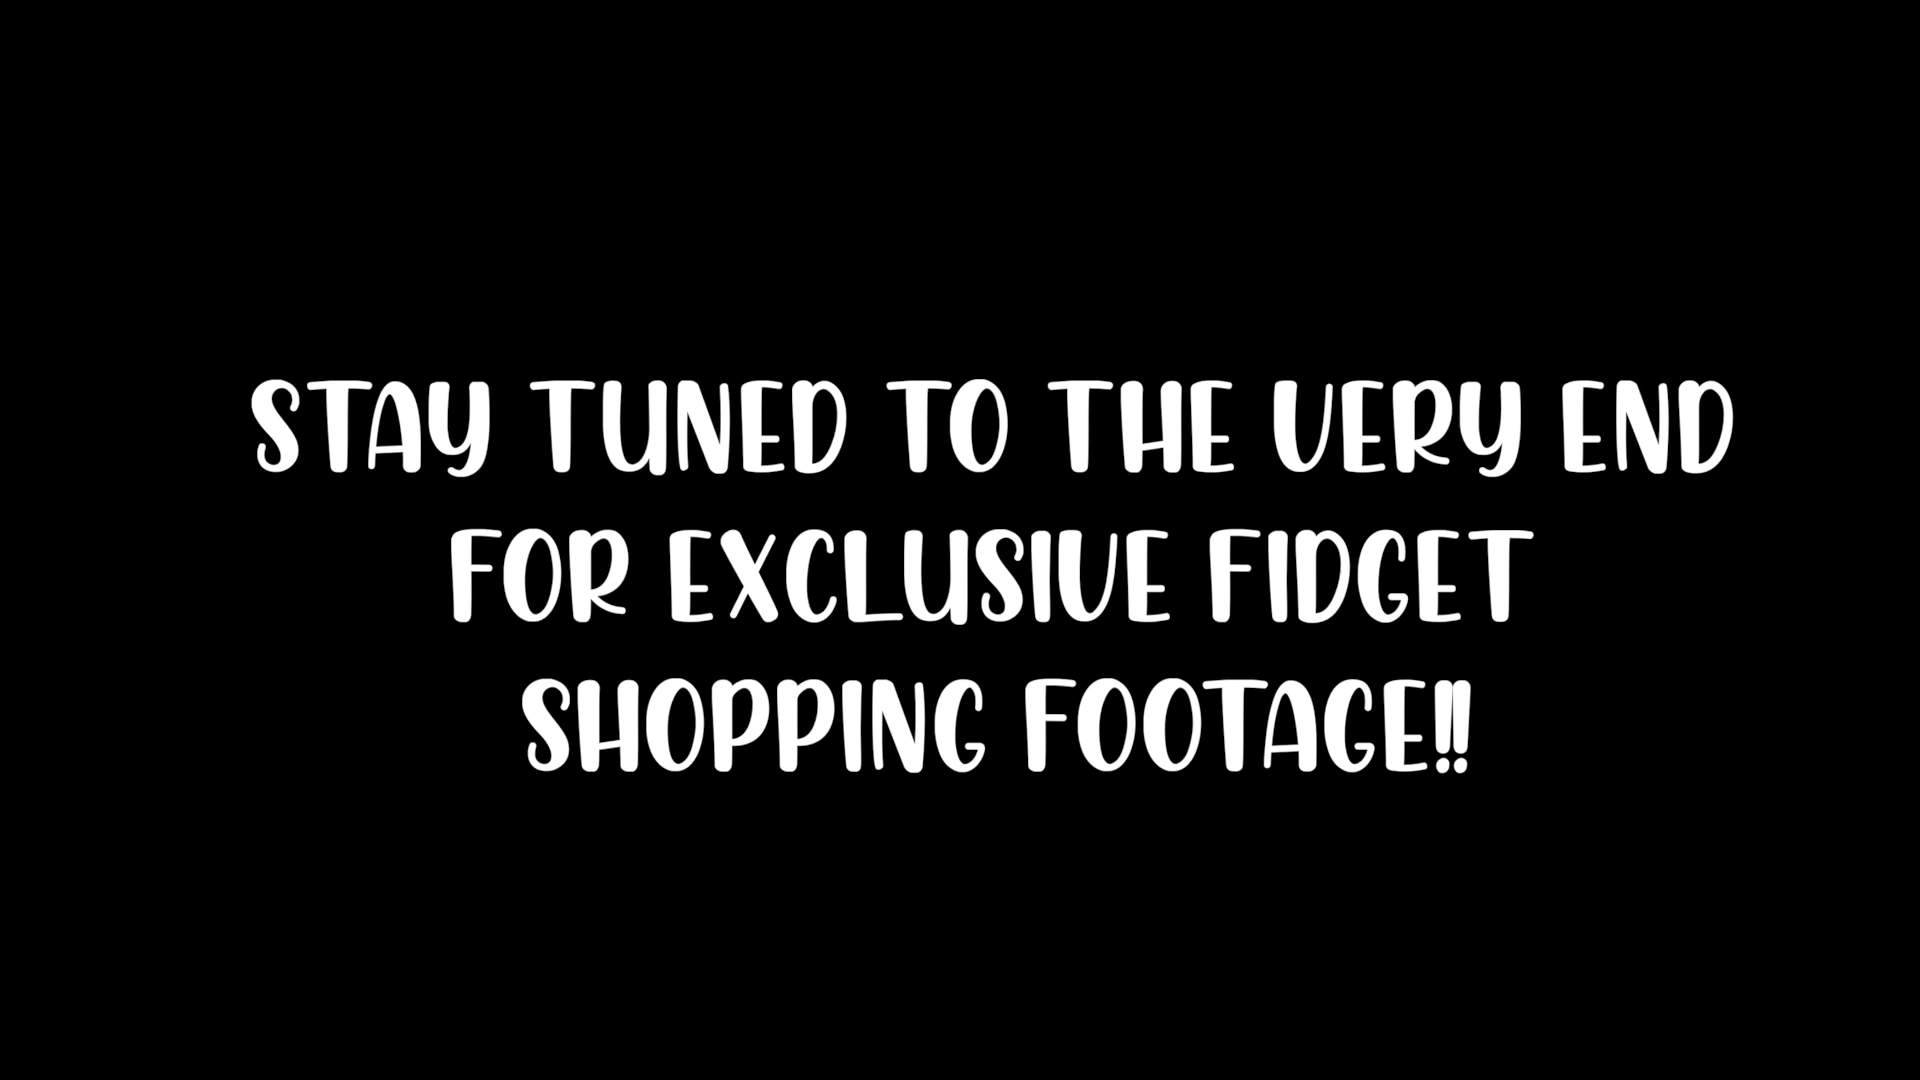 STAY TUNED TO THE VERY END
FOR EXCLUSIVE FIDGET
SHOPPING FOOTAGE!!